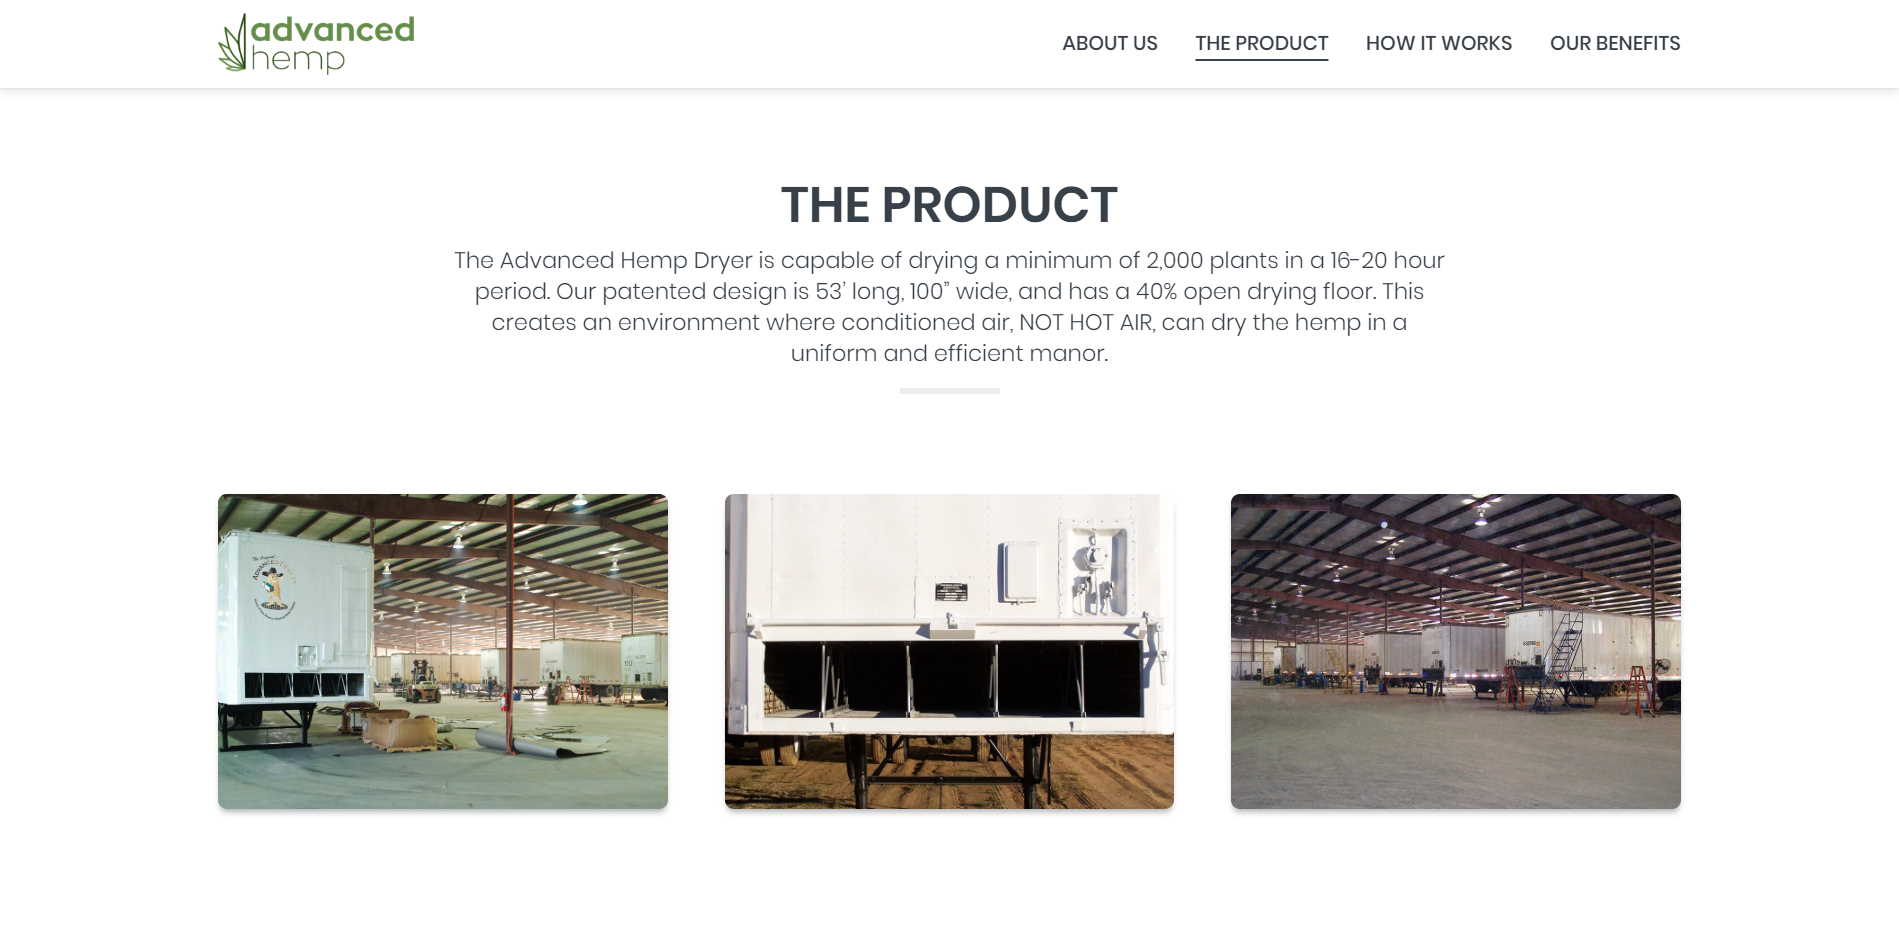 advanced
hemp
ABOUT US
THE PRODUCT
HOW IT WORKS
OUR BENEFITS
THE PRODUCT
The Advanced Hemp Dryer is capable of drying a minimum of 2,000 plants in a 16-20 hour
period. Our patented design is 53’ long, 100” wide, and has a 40% open drying floor. This
creates an environment where conditioned air, NOT HOT AIR, can dry the hemp in a
uniform and efficient manor.